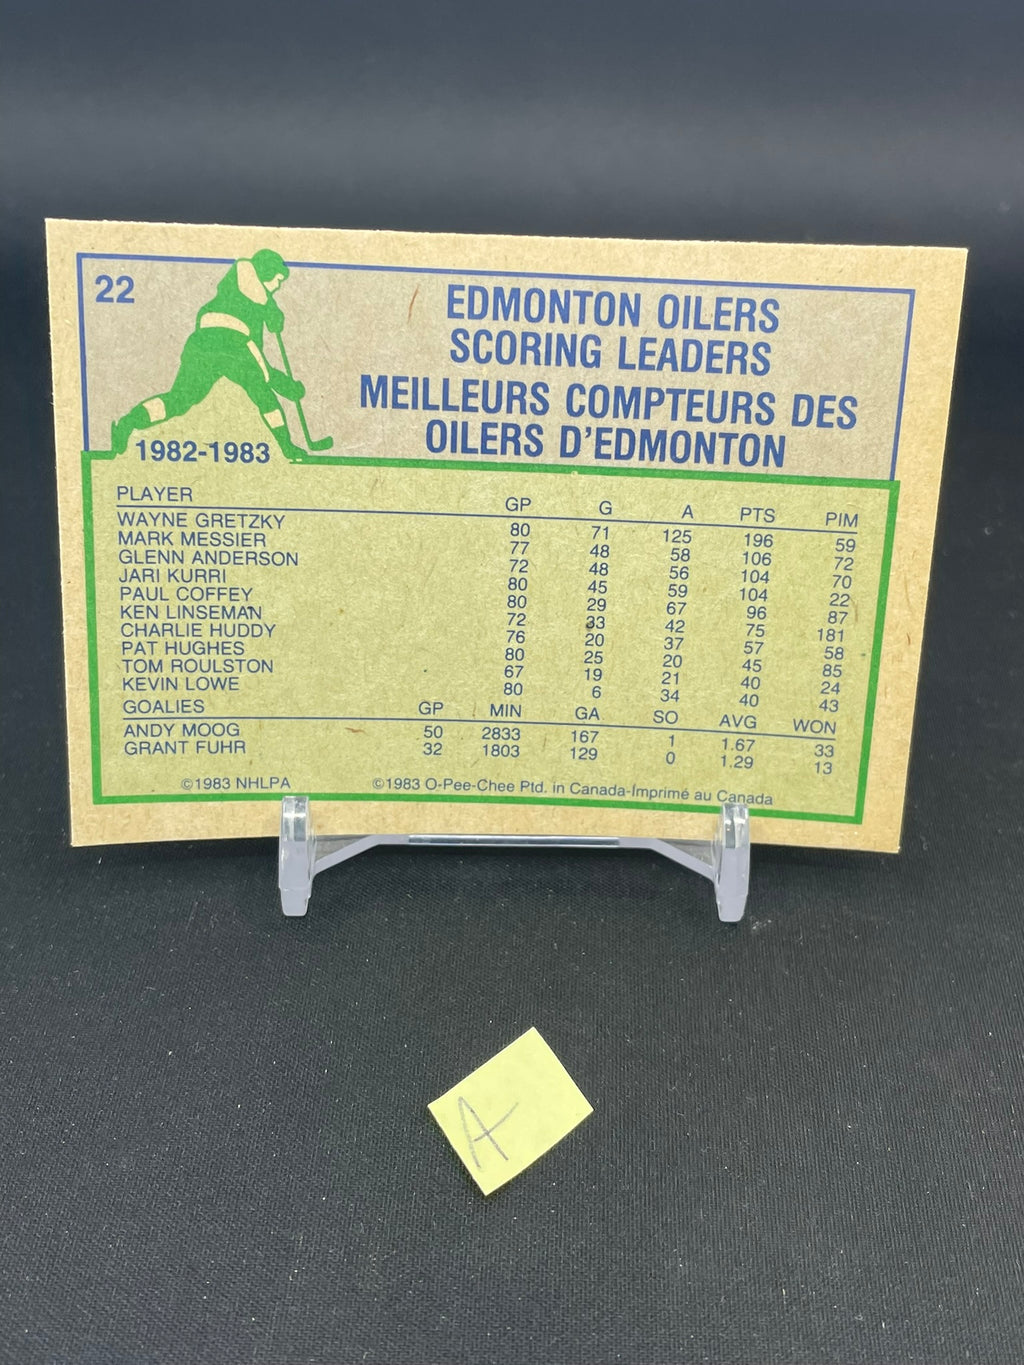 22
EDMONTON OILERS
SCORING LEADERS
MEILLEURS COMPTEURS DES
OILERS D'EDMONTON
1982-1983
PLAYER GP G A PTS PIM
WAYNE GRETZKY 80 71 125 196 59
MARK MESSIER 77 48 58 106 72
GLENN ANDERSON 72 48 56 104 70
JARI KURRI 80 45 59 104 22
PAUL COFFEY 80 29 67 96 87
KEN LINSEMAN 72 33 42 75 181
CHARLIE HUDDY 76 20 37 57 58
PAT HUGHES 80 25 20 45 85
TOM ROULSTON 67 19 21 40 24
KEVIN LOWE 80 6 34 40 43
GOALIES GP MIN GA SO AVG WON
ANDY MOOG 50 2833 167 1 1.67 33
GRANT FUHR 32 1803 129 0 1.29 13
©1983 NHLPA ©1983 O-Pee-Chee Ptd. in Canada-Imprimé au Canada
A